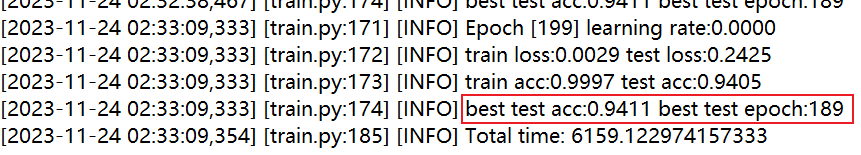 [2023-11-24 02:32:38,467] [train.py:174] [INFO] best test acc:0.9411 best test epoch:189
[2023-11-24 02:33:09,333] [train.py:171] [INFO] Epoch [199] learning rate:0.0000
[2023-11-24 02:33:09,333] [train.py:172] [INFO] train loss:0.0029 test loss:0.2425
[2023-11-24 02:33:09,333] [train.py:173] [INFO] train acc:0.9997 test acc:0.9405
[2023-11-24 02:33:09,333] [train.py:174] [INFO] best test acc:0.9411 best test epoch:189
[2023-11-24 02:33:09,354] [train.py:185] [INFO] Total time: 6159.122974157333